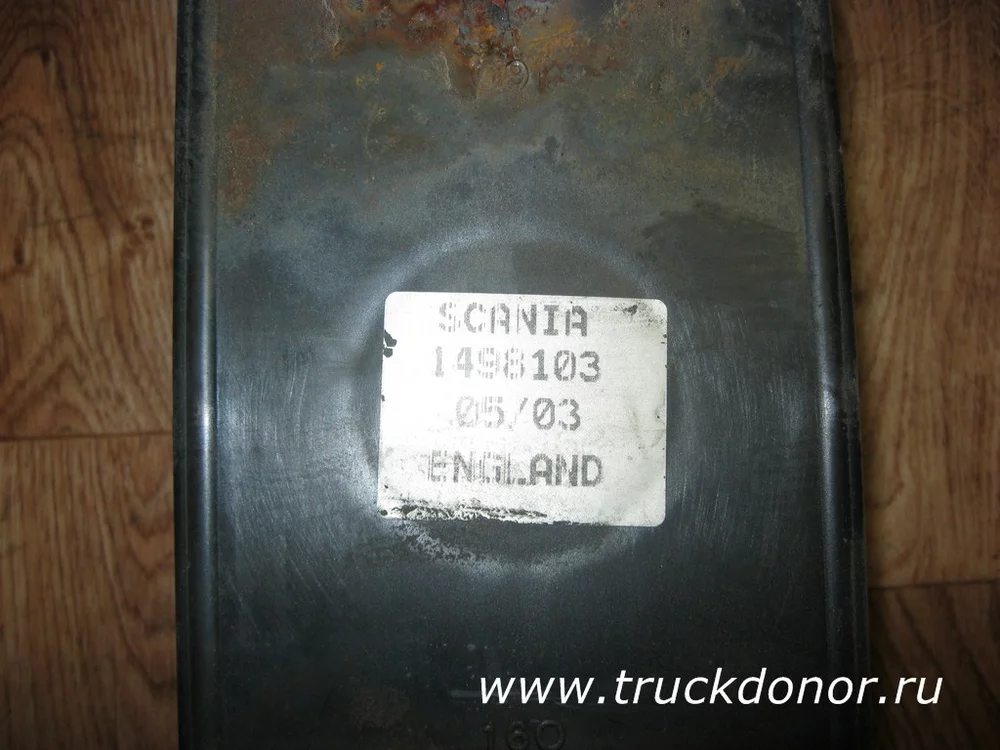 SCANIA
1498103
05/03
ENGLAND
www.truckdonor.ru